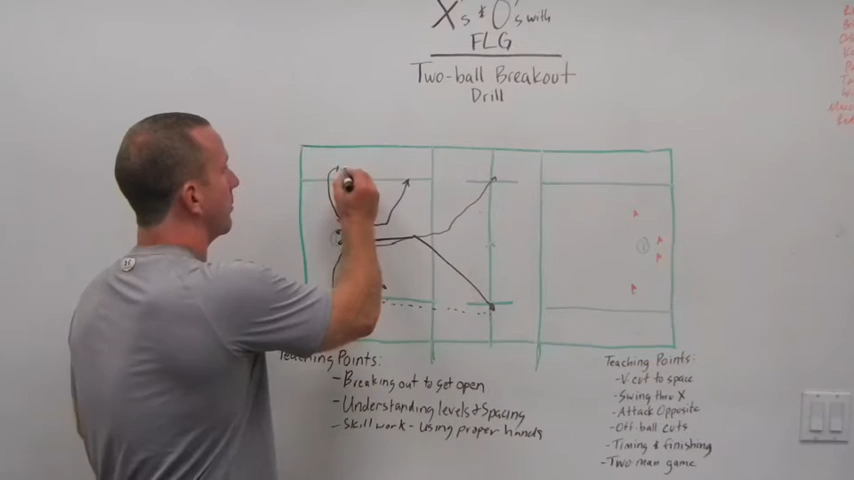 X's & O's with
FLG
Two-ball Breakout
Drill
Teaching Points:
- Breaking out to get open
- Understanding levels & Spacing
- Skill work - Using proper hands
Teaching Points:
- V cut to space
- Swing thru X
- Attack Opposite
- Off-ball cuts
- Timing & finishing
- Two man game